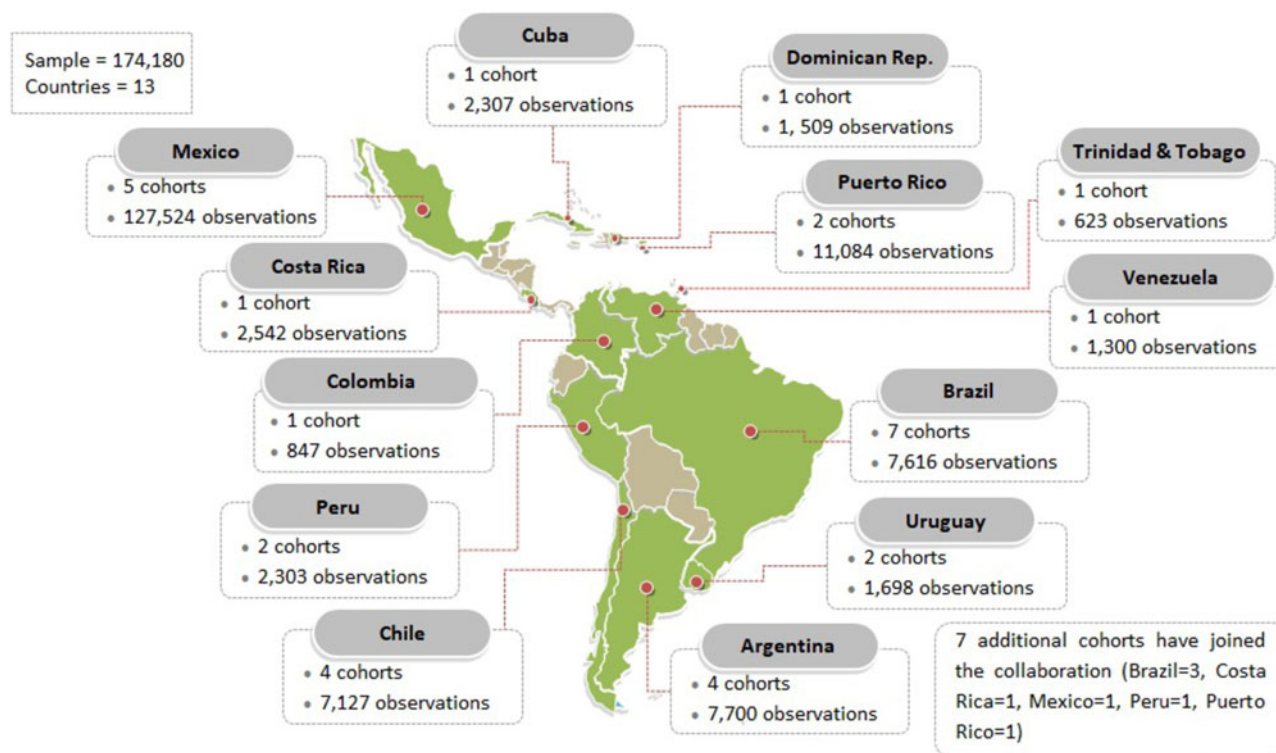 Sample = 174,180
Countries = 13
Cuba
• 1 cohort
• 2,307 observations
Dominican Rep.
• 1 cohort
• 1, 509 observations
Mexico
• 5 cohorts
• 127,524 observations
Puerto Rico
• 2 cohorts
• 11,084 observations
Trinidad & Tobago
• 1 cohort
• 623 observations
Costa Rica
• 1 cohort
• 2,542 observations
Venezuela
• 1 cohort
• 1,300 observations
Colombia
• 1 cohort
• 847 observations
Brazil
• 7 cohorts
• 7,616 observations
Peru
• 2 cohorts
• 2,303 observations
Uruguay
• 2 cohorts
• 1,698 observations
Chile
• 4 cohorts
• 7,127 observations
Argentina
• 4 cohorts
• 7,700 observations
7 additional cohorts have joined
the collaboration (Brazil=3, Costa
Rica=1, Mexico=1, Peru=1, Puerto
Rico=1)